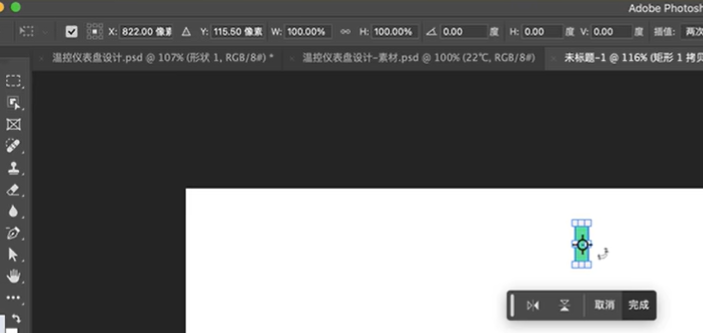 Adobe Photosh
X: 822.00 像素 Y: 115.50 像素 W: 100.00% H: 100.00% 0.00 度 H: 0.00 度 V: 0.00 度 插值: 两次
温控仪表盘设计.psd @ 107% (形状 1, RGB/8#) * 温控仪表盘设计-素材.psd @ 100% (22℃, RGB/8#) 未标题-1 @ 116% (矩形 1 拷贝
取消 完成